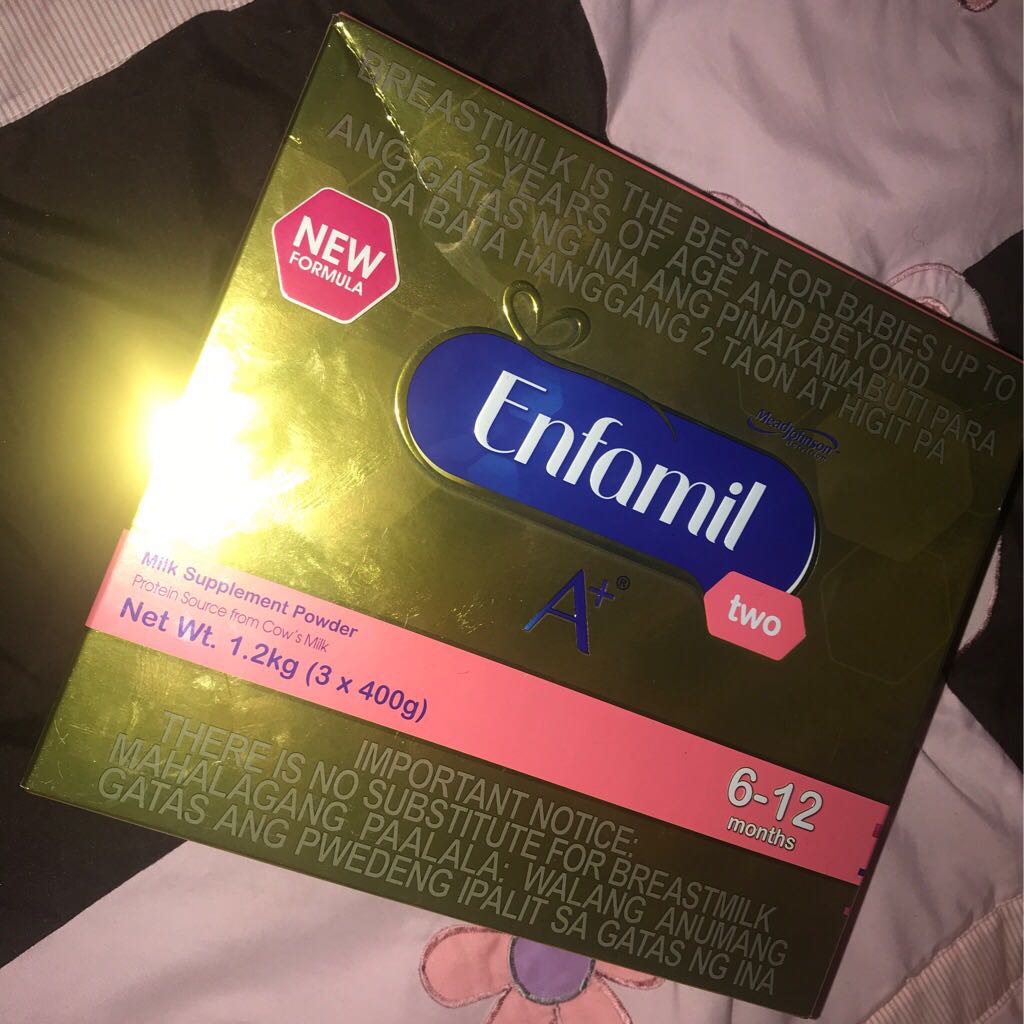 BREASTMILK IS THE BEST FOR BABIES UP TO
2 YEARS OF AGE AND BEYOND
ANG GATAS NG INA ANG PINAKAMABUTI PARA
SA BATA HANGGANG 2 TAON AT HIGIT PA
NEW
FORMULA
MeadJohnson
Enfamil
A+®
two
Milk Supplement Powder
Protein Source from Cow's Milk
Net Wt. 1.2kg (3 x 400g)
6-12
months
IMPORTANT NOTICE:
THERE IS NO SUBSTITUTE FOR BREASTMILK
MAHALAGANG PAALALA: WALANG ANUMANG
GATAS ANG PWEDENG IPALIT SA GATAS NG INA